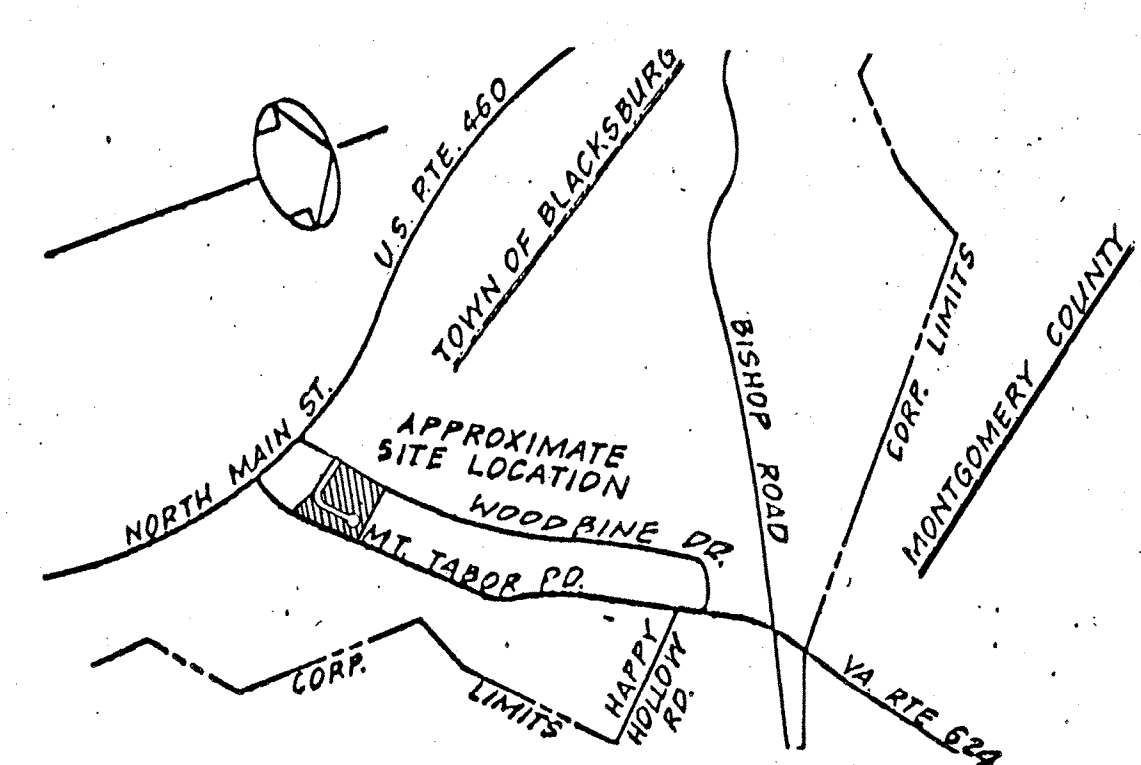 U.S. RTE. 460
TOWN OF BLACKSBURG
BISHOP ROAD
CORP. LIMITS
MONTGOMERY COUNTY
NORTH MAIN ST.
APPROXIMATE
SITE LOCATION
WOODBINE DR.
MT. TABOR RD.
CORP.
LIMITS
HAPPY
HOLLOW
RD.
VA. RTE 624